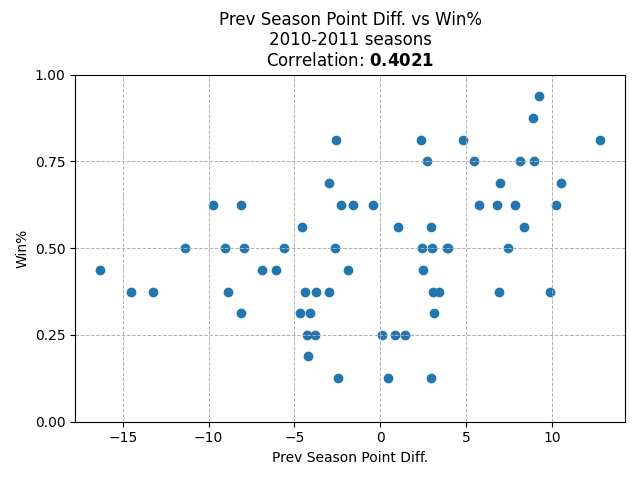 Prev Season Point Diff. vs Win%
2010-2011 seasons
Correlation: 0.4021
1.00
0.75
0.50
0.25
0.00
Win%
−15
−10
−5
0
5
10
Prev Season Point Diff.